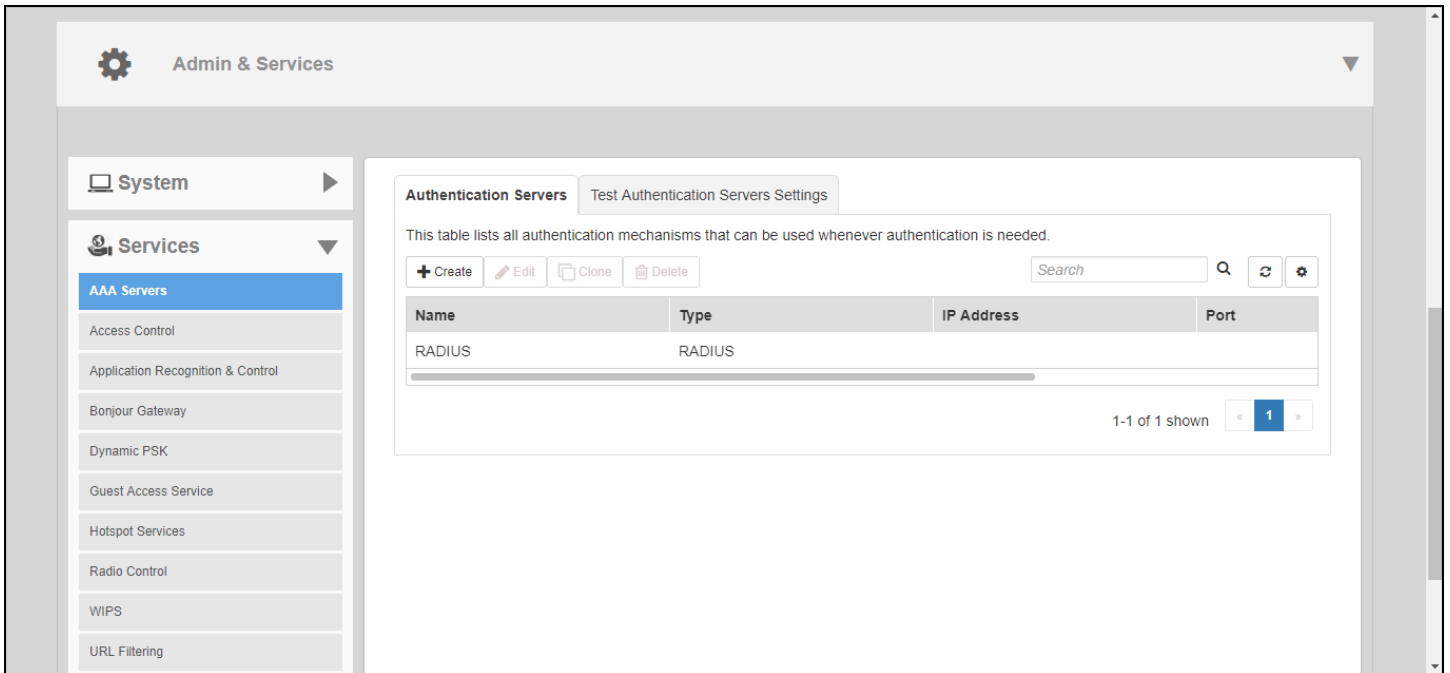 Admin & Services
System
Services
AAA Servers
Access Control
Application Recognition & Control
Bonjour Gateway
Dynamic PSK
Guest Access Service
Hotspot Services
Radio Control
WIPS
URL Filtering
Authentication Servers Test Authentication Servers Settings
This table lists all authentication mechanisms that can be used whenever authentication is needed.
Create Edit Clone Delete Search
Name Type IP Address Port
RADIUS RADIUS
1-1 of 1 shown « 1 »